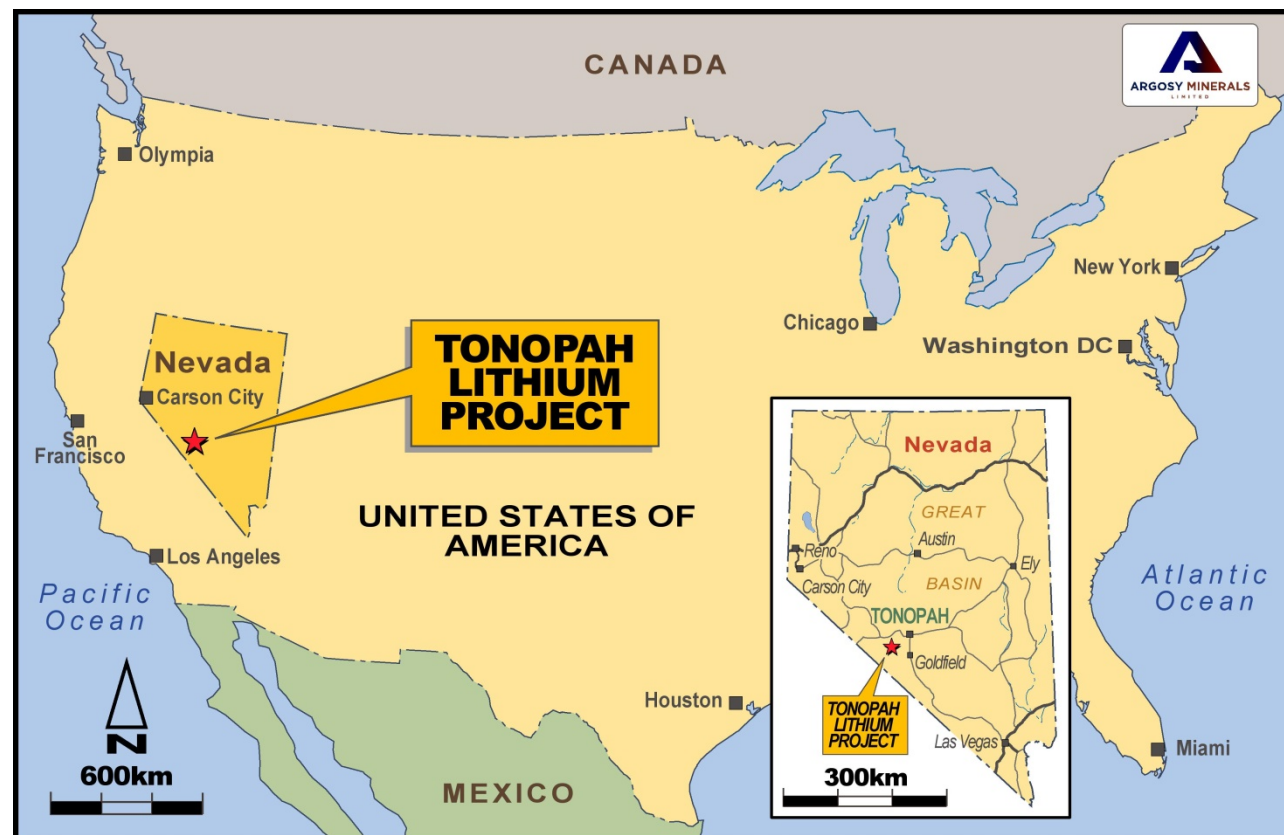 CANADA
ARGOSY MINERALS
LIMITED
Olympia
New York
Chicago
Washington DC
Nevada
Carson City
TONOPAH
LITHIUM
PROJECT
San
Francisco
UNITED STATES OF
AMERICA
Los Angeles
Pacific
Ocean
Atlantic
Ocean
Houston
Miami
MEXICO
N
600km
Nevada
GREAT
Austin
Reno
Ely
Carson City
BASIN
TONOPAH
Goldfield
TONOPAH
LITHIUM
PROJECT
Las Vegas
300km